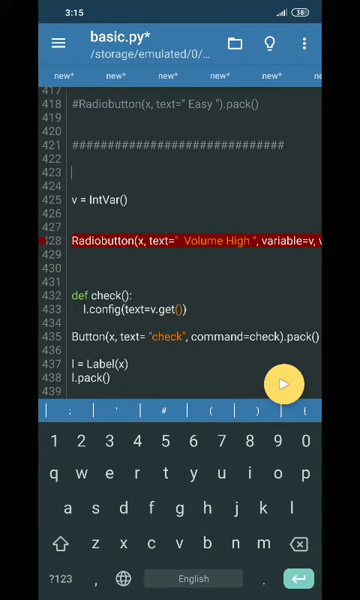 3:15
38
basic.py*
/storage/emulated/0/...
new* new* new* new* new*
417
418 #Radiobutton(x, text=" Easy ").pack()
419
420
421 ##############################
422
423
424
425 v = IntVar()
426
427
428 Radiobutton(x, text="  Volume High ", variable=v, v
429
430
431
432 def check():
433 l.config(text=v.get())
434
435 Button(x, text= "check", command=check).pack()
436
437 l = Label(x)
438 l.pack()
439
; ' # ( ) {
1 2 3 4 5 6 7 8 9 0
q w e r t y u i o p
a s d f g h j k l
z x c v b n m
?123 , English .